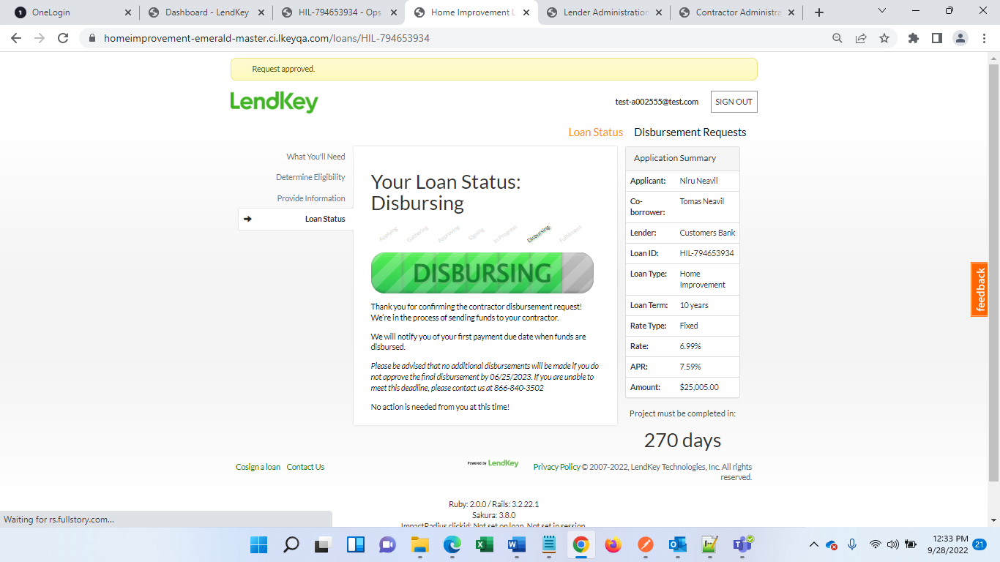 OneLogin
Dashboard - LendKey
HIL-794653934 - Ops
Home Improvement L
Lender Administration
Contractor Administra
homeimprovement-emerald-master.ci.lkeyqa.com/loans/HIL-794653934
Request approved.
LendKey
test-a002555@test.com
SIGN OUT
Loan Status Disbursement Requests
What You'll Need
Determine Eligibility
Provide Information
Loan Status
Your Loan Status:
Disbursing
Applying Gathering Approving Signing In Progress Disbursing Fulfillment
DISBURSING
Thank you for confirming the contractor disbursement request!
We're in the process of sending funds to your contractor.
We will notify you of your first payment due date when funds are
disbursed.
Please be advised that no additional disbursements will be made if you do
not approve the final disbursement by 06/25/2023. If you are unable to
meet this deadline, please contact us at 866-840-3502
No action is needed from you at this time!
Application Summary
Applicant: Niru Neavil
Co-
borrower: Tomas Neavil
Lender: Customers Bank
Loan ID: HIL-794653934
Loan Type: Home
Improvement
Loan Term: 10 years
Rate Type: Fixed
Rate: 6.99%
APR: 7.59%
Amount: $25,005.00
Project must be completed in:
270 days
feedback
Cosign a loan Contact Us
Powered by LendKey
Privacy Policy © 2007-2022, LendKey Technologies, Inc. All rights
reserved.
Ruby: 2.0.0 / Rails: 3.2.22.1
Sakura: 3.8.0
ImpactRadius clickid: Not set on loan, Not set in session
Waiting for rs.fullstory.com...
12:33 PM
9/28/2022
21